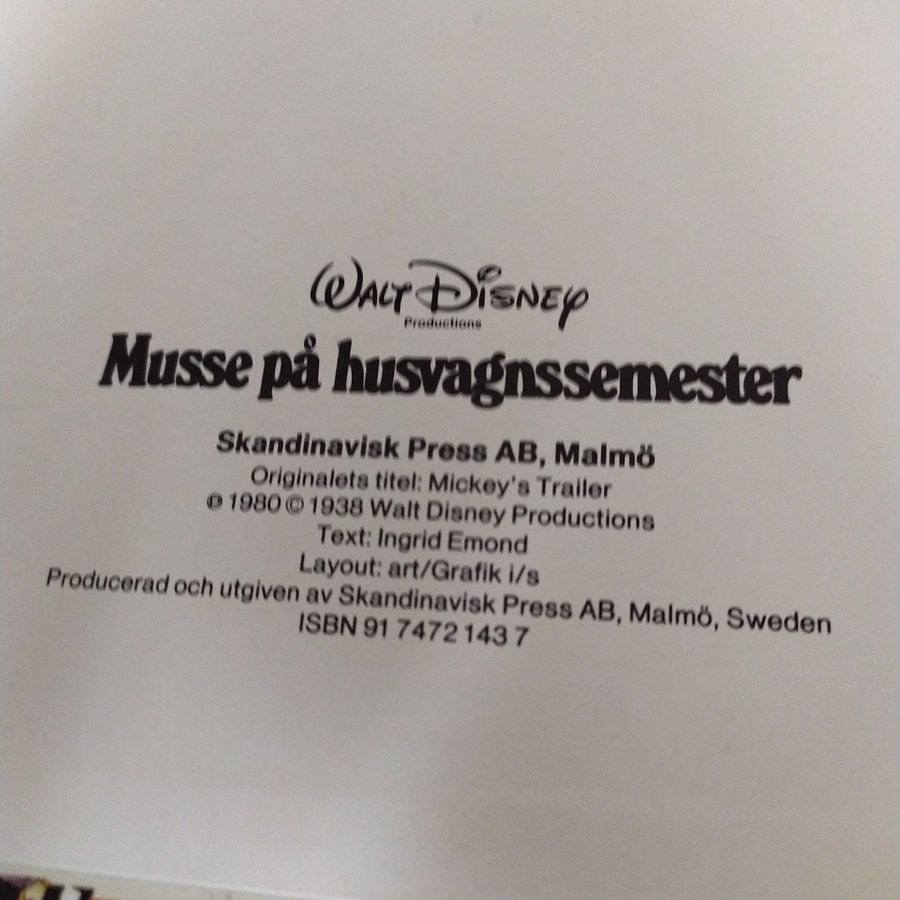 Walt Disney
Productions
Musse på husvagnssemester
Skandinavisk Press AB, Malmö
Originalets titel: Mickey's Trailer
℗ 1980 © 1938 Walt Disney Productions
Text: Ingrid Emond
Layout: art/Grafik i/s
Producerad och utgiven av Skandinavisk Press AB, Malmö, Sweden
ISBN 91 7472 143 7